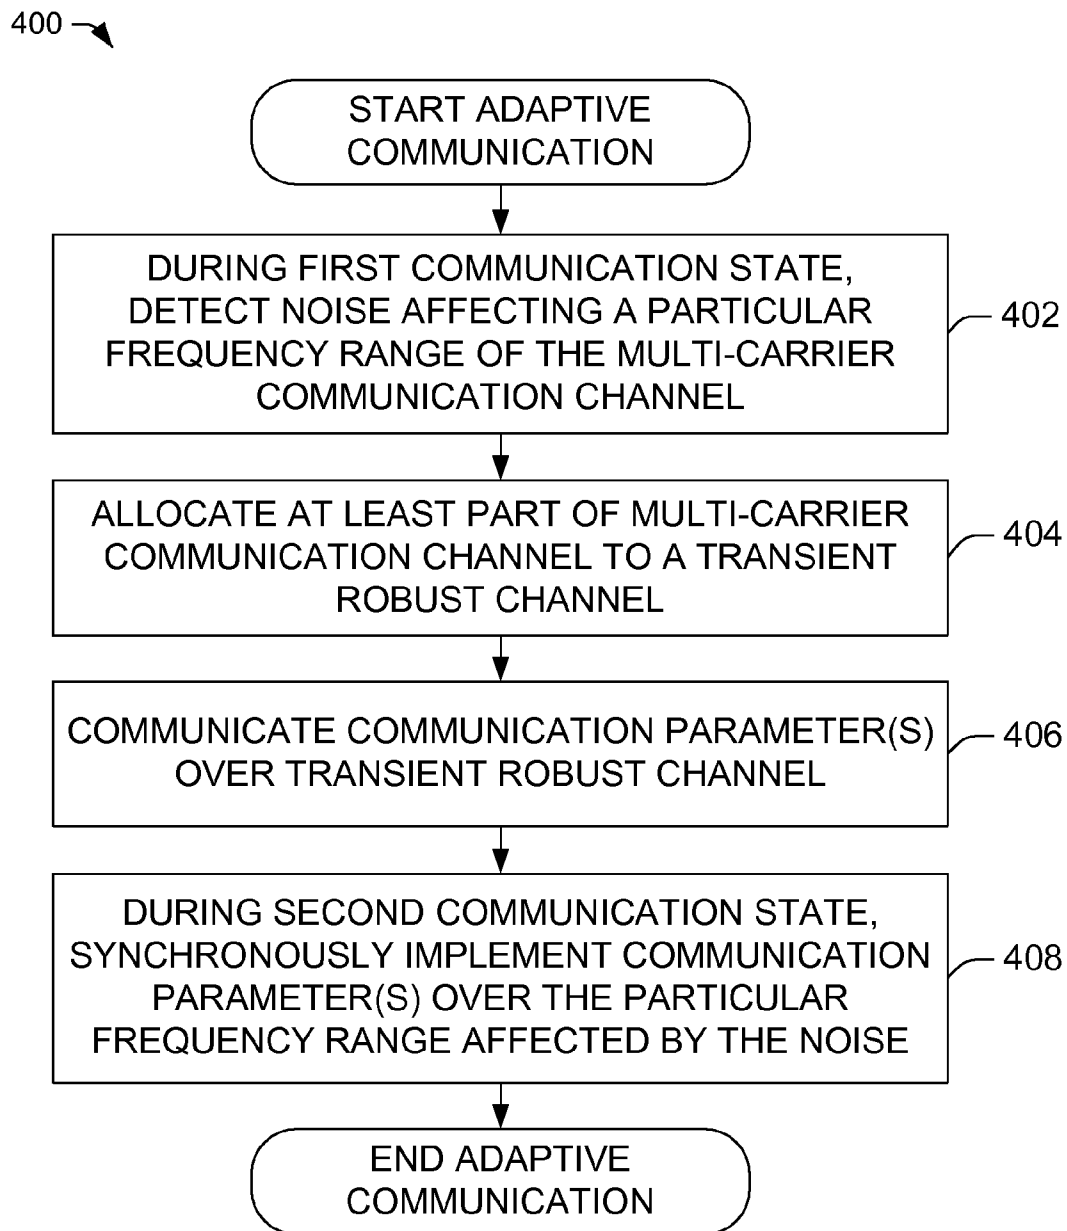 400
START ADAPTIVE
COMMUNICATION
DURING FIRST COMMUNICATION STATE,
DETECT NOISE AFFECTING A PARTICULAR
FREQUENCY RANGE OF THE MULTI-CARRIER
COMMUNICATION CHANNEL
402
ALLOCATE AT LEAST PART OF MULTI-CARRIER
COMMUNICATION CHANNEL TO A TRANSIENT
ROBUST CHANNEL
404
COMMUNICATE COMMUNICATION PARAMETER(S)
OVER TRANSIENT ROBUST CHANNEL
406
DURING SECOND COMMUNICATION STATE,
SYNCHRONOUSLY IMPLEMENT COMMUNICATION
PARAMETER(S) OVER THE PARTICULAR
FREQUENCY RANGE AFFECTED BY THE NOISE
408
END ADAPTIVE
COMMUNICATION